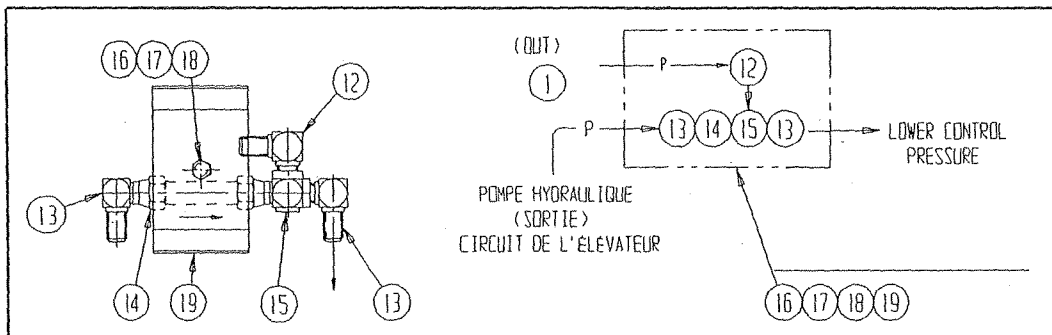 16 17 18
12
13
14
19
15
13
(OUT)
1
P
12
P
13 14 15 13
LOWER CONTROL
PRESSURE
POMPE HYDRAULIQUE
(SORTIE)
CIRCUIT DE L'ÉLÉVATEUR
16 17 18 19